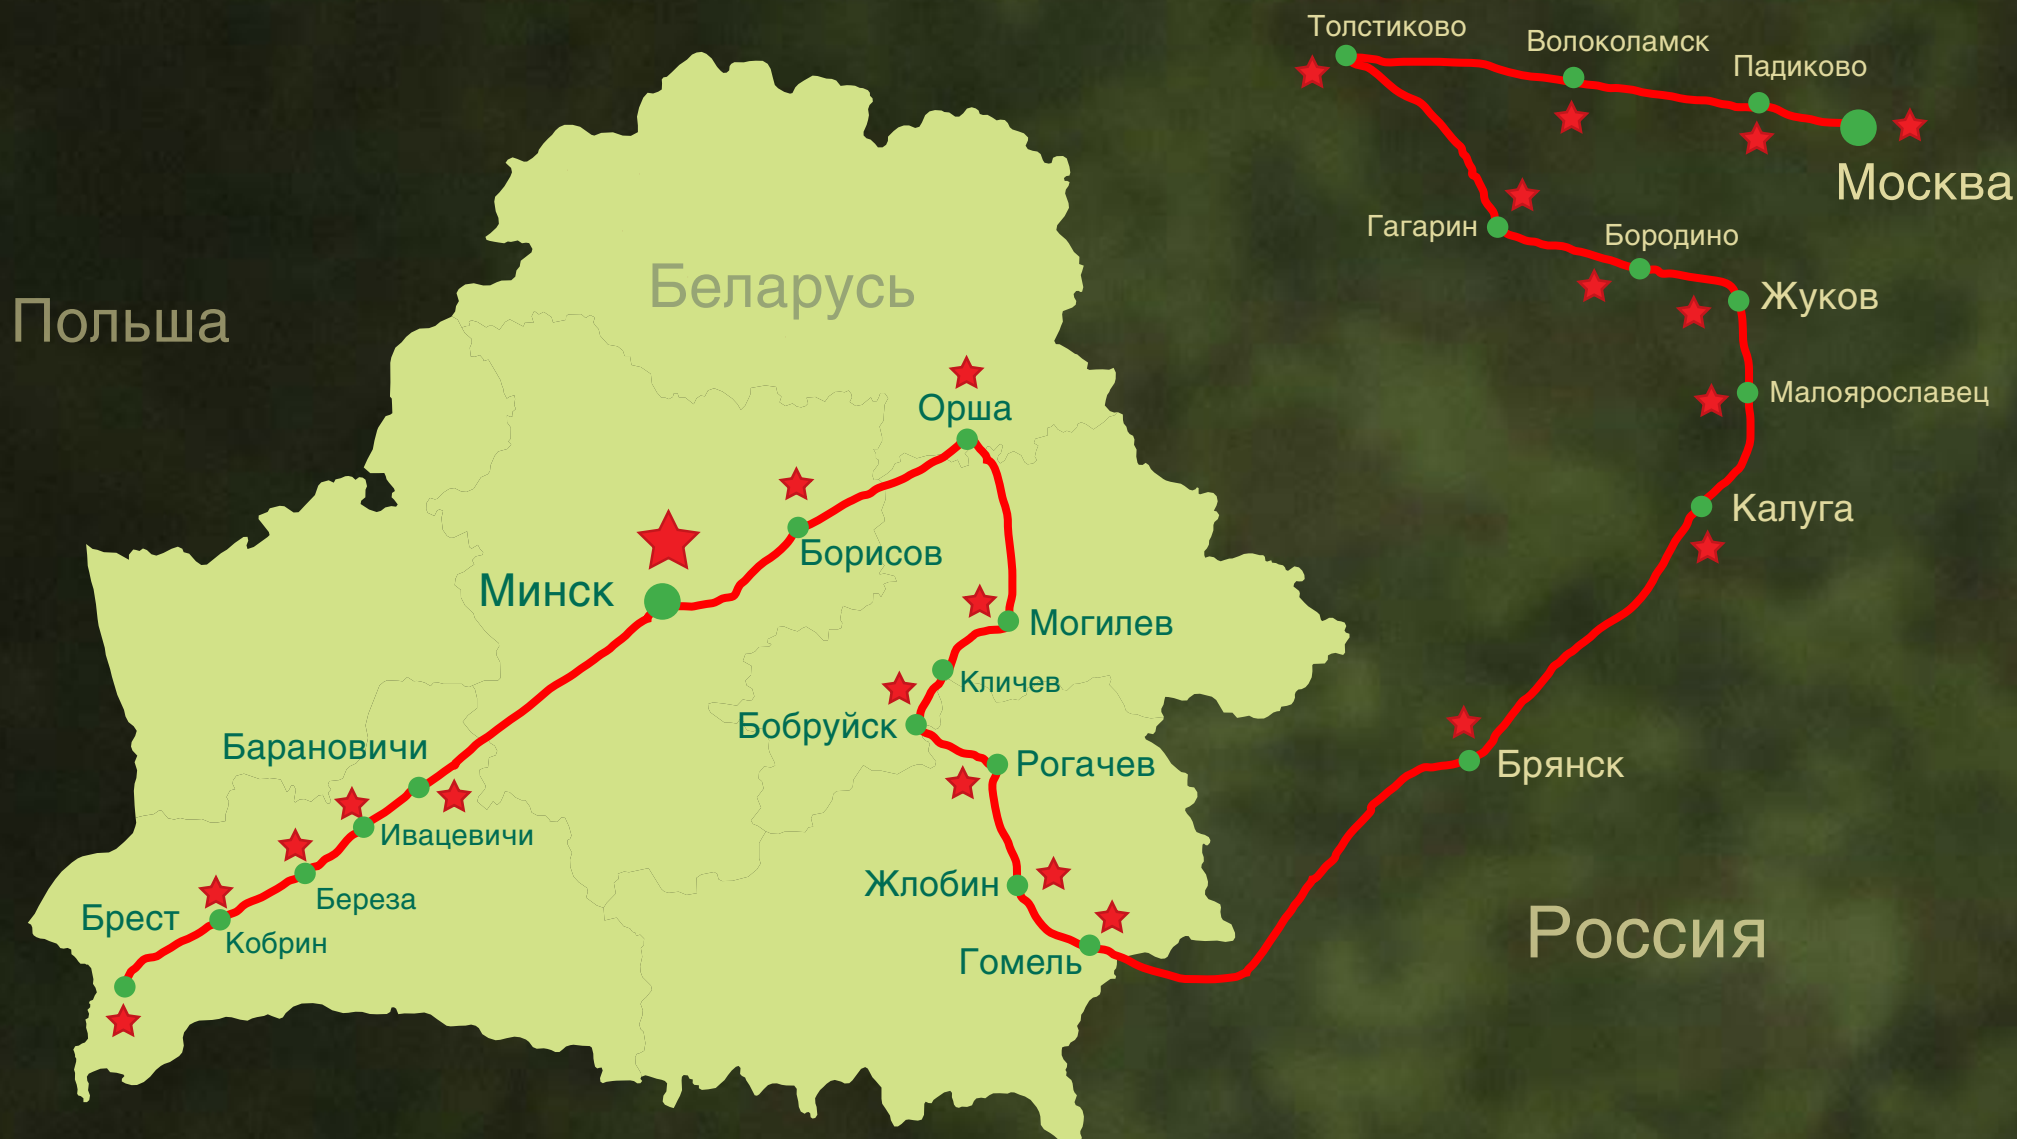 Толстиково
Волоколамск
Падиково
Москва
Гагарин
Бородино
Беларусь
Жуков
Польша
Малоярославец
Орша
Калуга
Борисов
Минск
Могилев
Кличев
Бобруйск
Барановичи
Рогачев
Брянск
Ивацевичи
Жлобин
Береза
Брест
Россия
Кобрин
Гомель